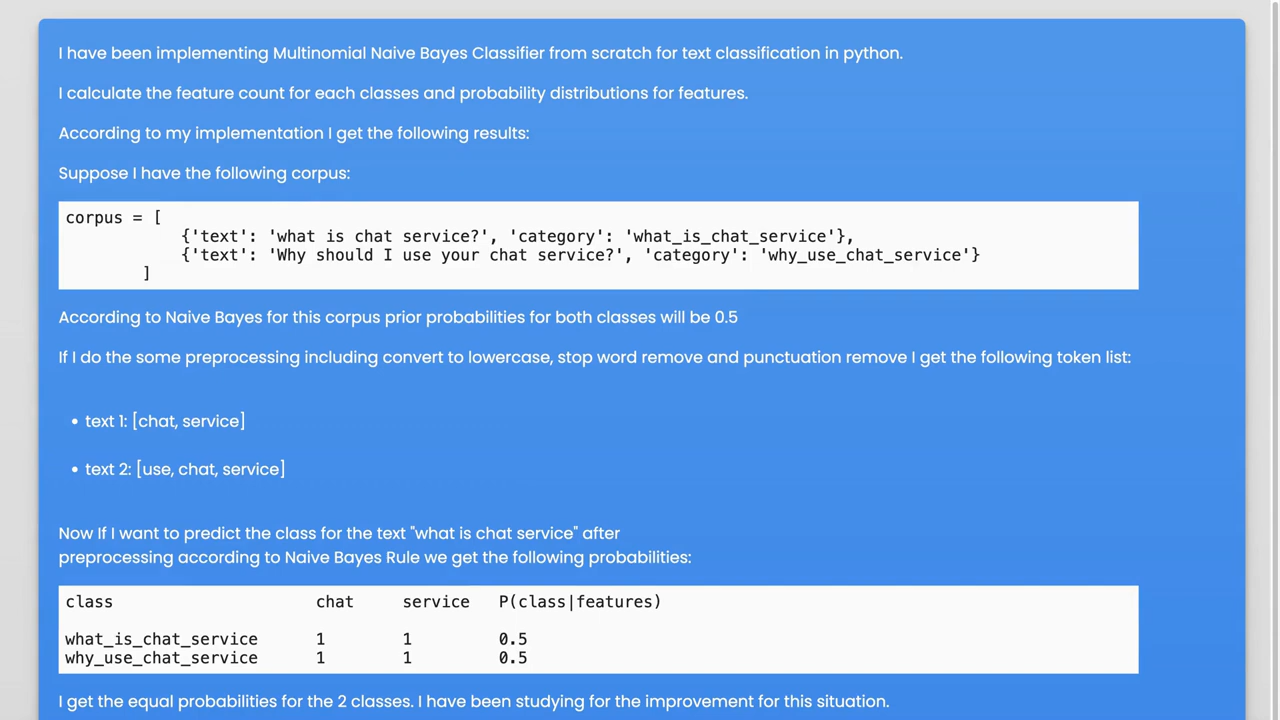 I have been implementing Multinomial Naive Bayes Classifier from scratch for text classification in python.
I calculate the feature count for each classes and probability distributions for features.
According to my implementation I get the following results:
Suppose I have the following corpus:
corpus = [
            {'text': 'what is chat service?', 'category': 'what_is_chat_service'},
            {'text': 'Why should I use your chat service?', 'category': 'why_use_chat_service'}
        ]
According to Naive Bayes for this corpus prior probabilities for both classes will be 0.5
If I do the some preprocessing including convert to lowercase, stop word remove and punctuation remove I get the following token list:
• text 1: [chat, service]
• text 2: [use, chat, service]
Now If I want to predict the class for the text "what is chat service" after
preprocessing according to Naive Bayes Rule we get the following probabilities:
class                     chat     service   P(class|features)
what_is_chat_service      1        1         0.5
why_use_chat_service      1        1         0.5
I get the equal probabilities for the 2 classes. I have been studying for the improvement for this situation.